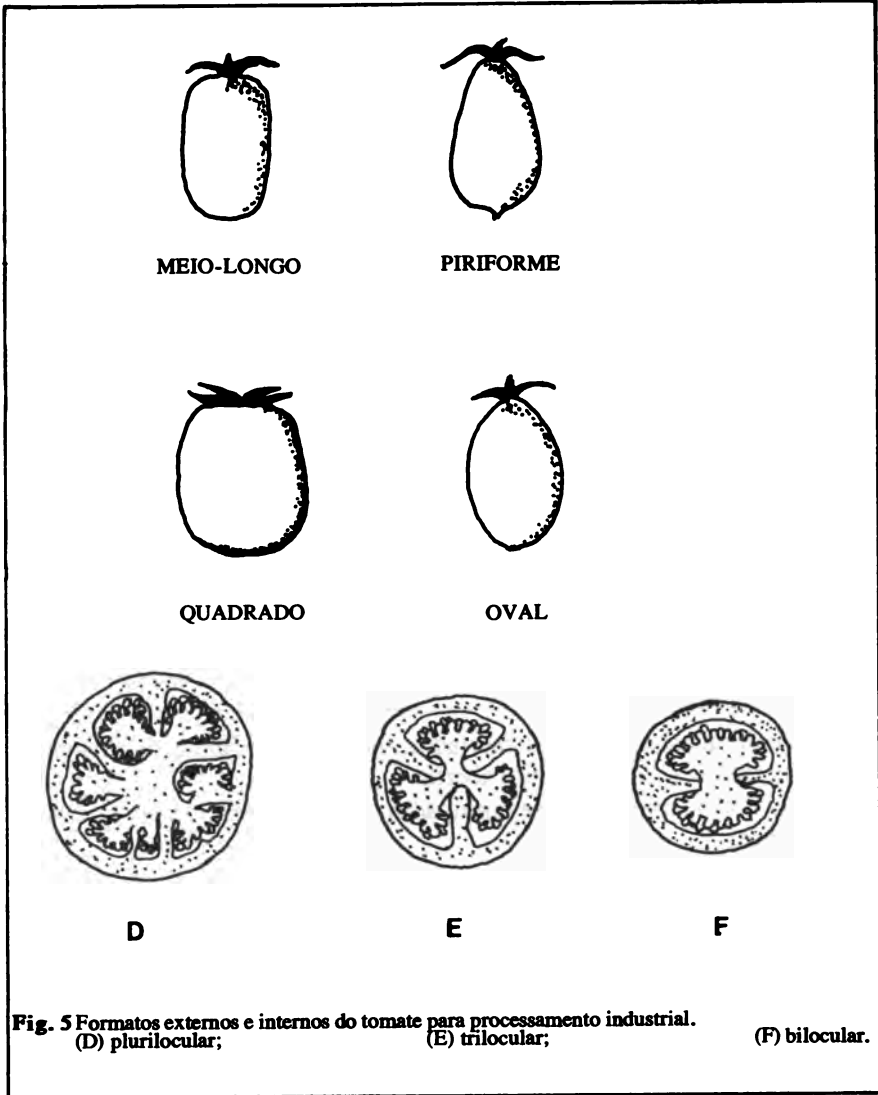 MEIO-LONGO PIRIFORME
QUADRADO OVAL
D E F
Fig. 5 Formatos externos e internos do tomate para processamento industrial.
(D) plurilocular; (E) trilocular; (F) bilocular.